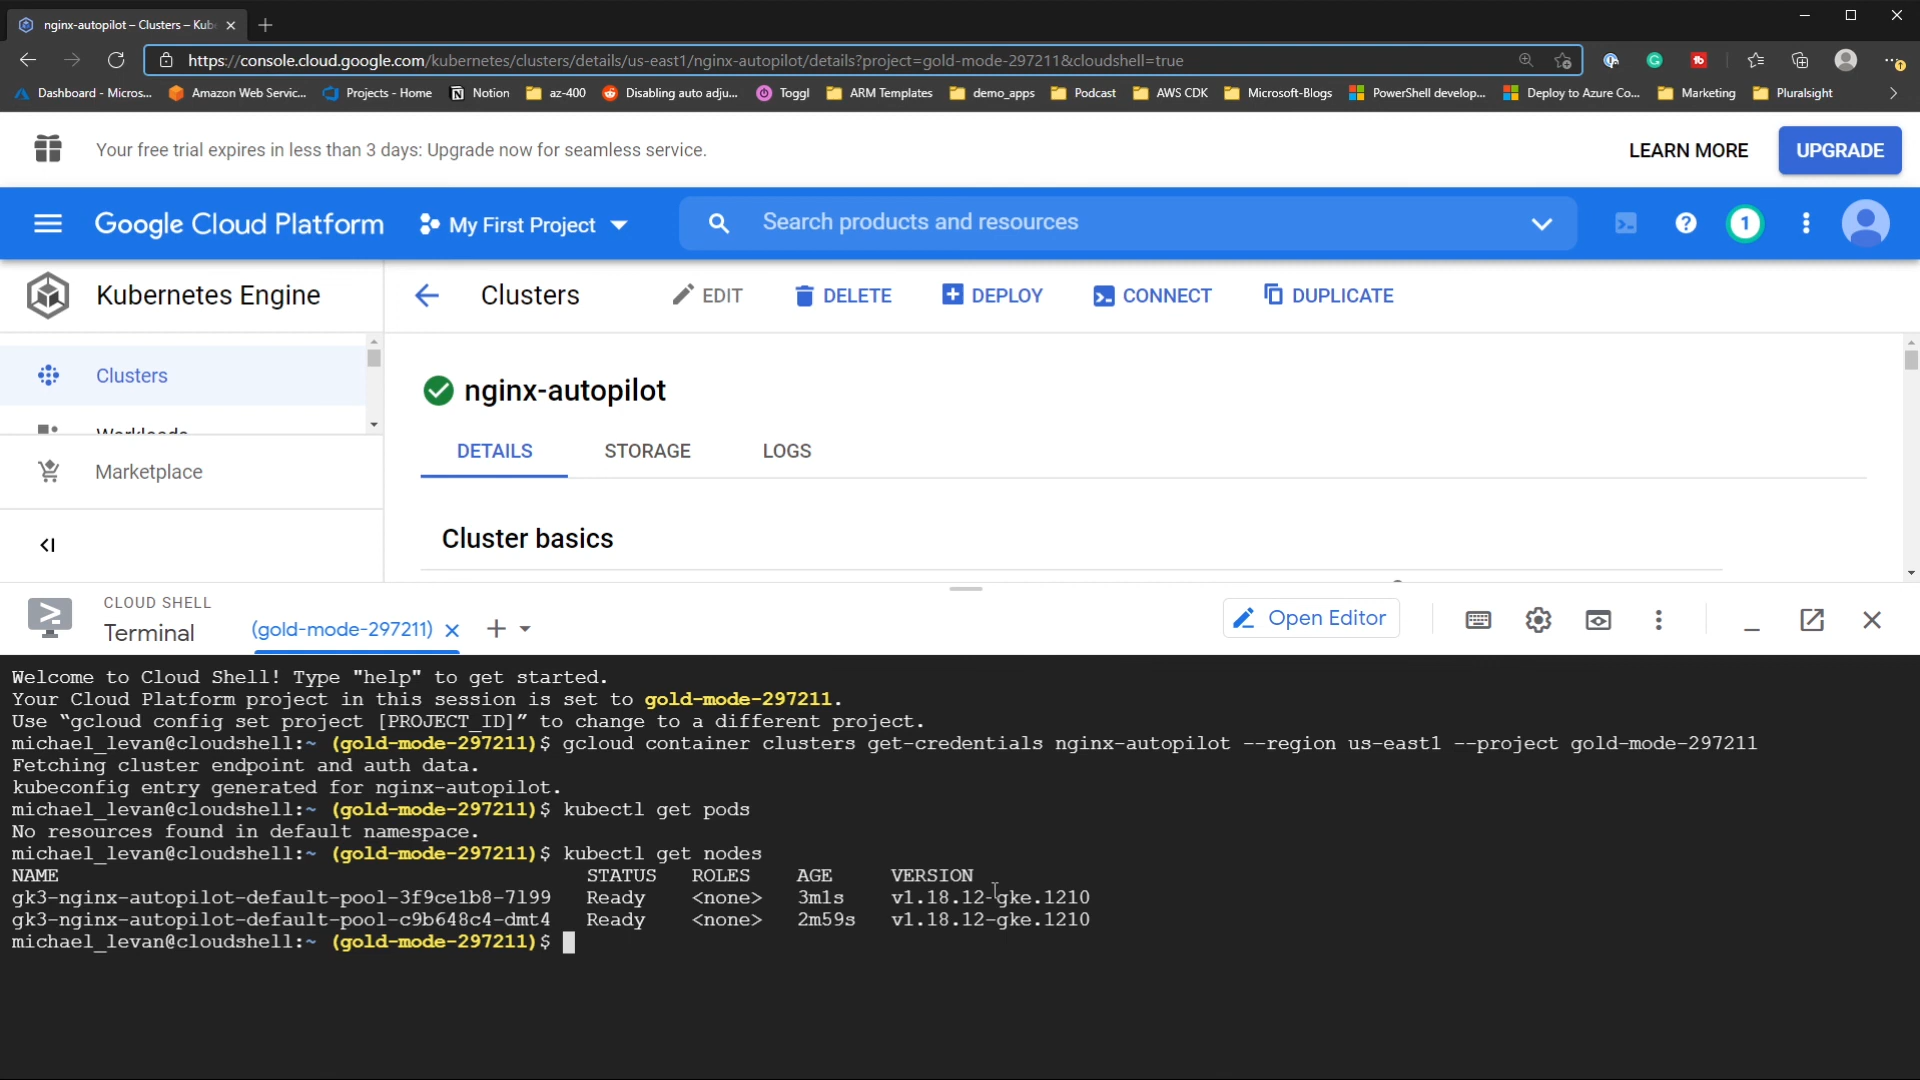 nginx-autopilot – Clusters – Kub
https://console.cloud.google.com/kubernetes/clusters/details/us-east1/nginx-autopilot/details?project=gold-mode-297211&cloudshell=true
Dashboard - Micros... Amazon Web Servic... Projects - Home Notion az-400 Disabling auto adju... Toggl ARM Templates demo_apps Podcast AWS CDK Microsoft-Blogs PowerShell develop... Deploy to Azure Co... Marketing Pluralsight
Your free trial expires in less than 3 days: Upgrade now for seamless service. LEARN MORE UPGRADE
Google Cloud Platform My First Project Search products and resources 1
Kubernetes Engine Clusters EDIT DELETE DEPLOY CONNECT DUPLICATE
Clusters
nginx-autopilot
Workloads
DETAILS STORAGE LOGS
Marketplace
Cluster basics
CLOUD SHELL
Terminal (gold-mode-297211) Open Editor
Welcome to Cloud Shell! Type "help" to get started.
Your Cloud Platform project in this session is set to gold-mode-297211.
Use “gcloud config set project [PROJECT_ID]” to change to a different project.
michael_levan@cloudshell:~ (gold-mode-297211)$ gcloud container clusters get-credentials nginx-autopilot --region us-east1 --project gold-mode-297211
Fetching cluster endpoint and auth data.
kubeconfig entry generated for nginx-autopilot.
michael_levan@cloudshell:~ (gold-mode-297211)$ kubectl get pods
No resources found in default namespace.
michael_levan@cloudshell:~ (gold-mode-297211)$ kubectl get nodes
NAME STATUS ROLES AGE VERSION
gk3-nginx-autopilot-default-pool-3f9ce1b8-7l99 Ready <none> 3m1s v1.18.12-gke.1210
gk3-nginx-autopilot-default-pool-c9b648c4-dmt4 Ready <none> 2m59s v1.18.12-gke.1210
michael_levan@cloudshell:~ (gold-mode-297211)$